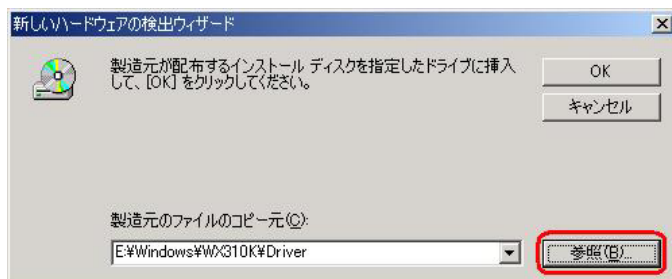 新しいハードウェアの検出ウィザード
製造元が配布するインストール ディスクを指定したドライブに挿入
して、[OK] をクリックしてください。
OK
キャンセル
製造元のファイルのコピー元(C):
E:¥Windows¥WX310K¥Driver
参照(B)...